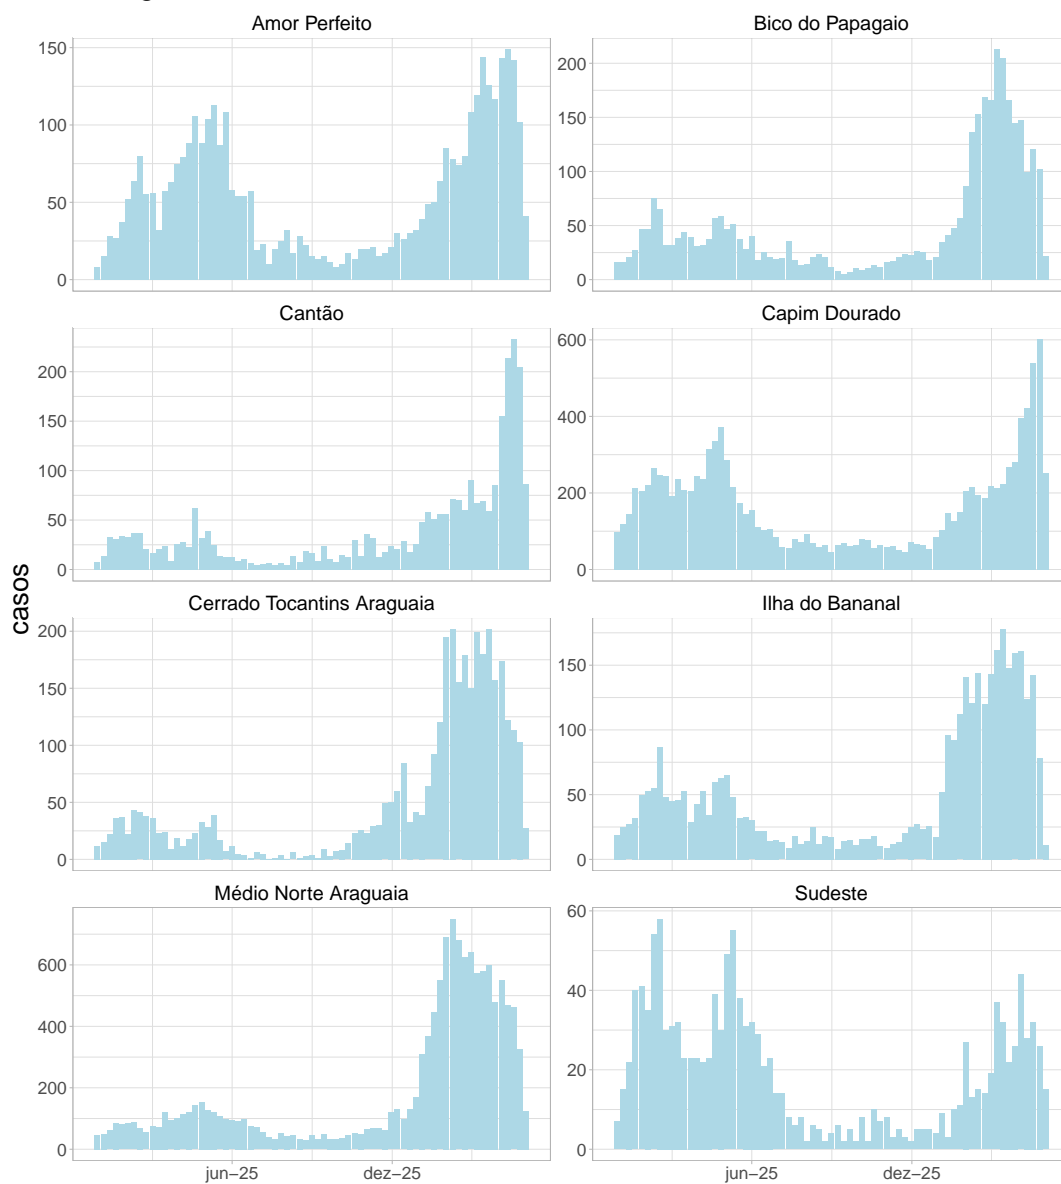 Amor Perfeito
Bico do Papagaio
150
100
50
0
200
150
100
50
0
Cantão
Capim Dourado
200
150
100
50
0
600
400
200
0
casos
Cerrado Tocantins Araguaia
Ilha do Bananal
200
150
100
50
0
150
100
50
0
Médio Norte Araguaia
Sudeste
600
400
200
0
60
40
20
0
jun−25
dez−25
jun−25
dez−25